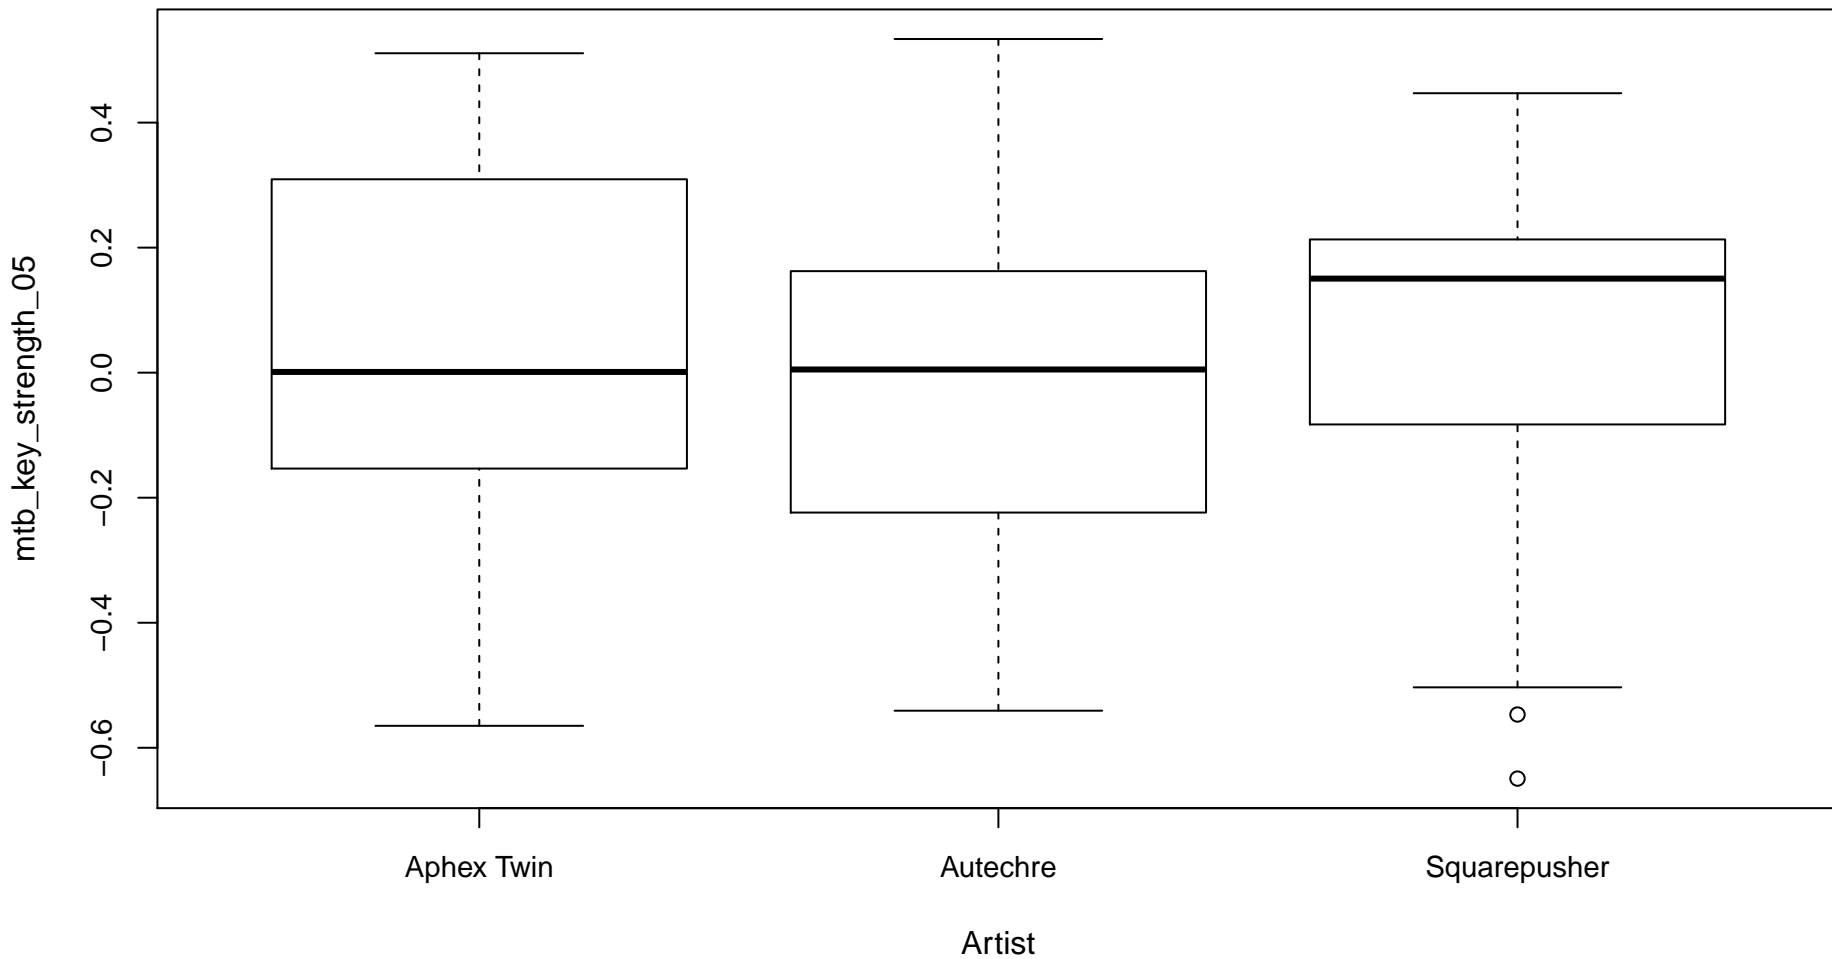 mtb_key_strength_05
0.4
0.2
0.0
−0.2
−0.4
−0.6
Aphex Twin
Autechre
Squarepusher
Artist